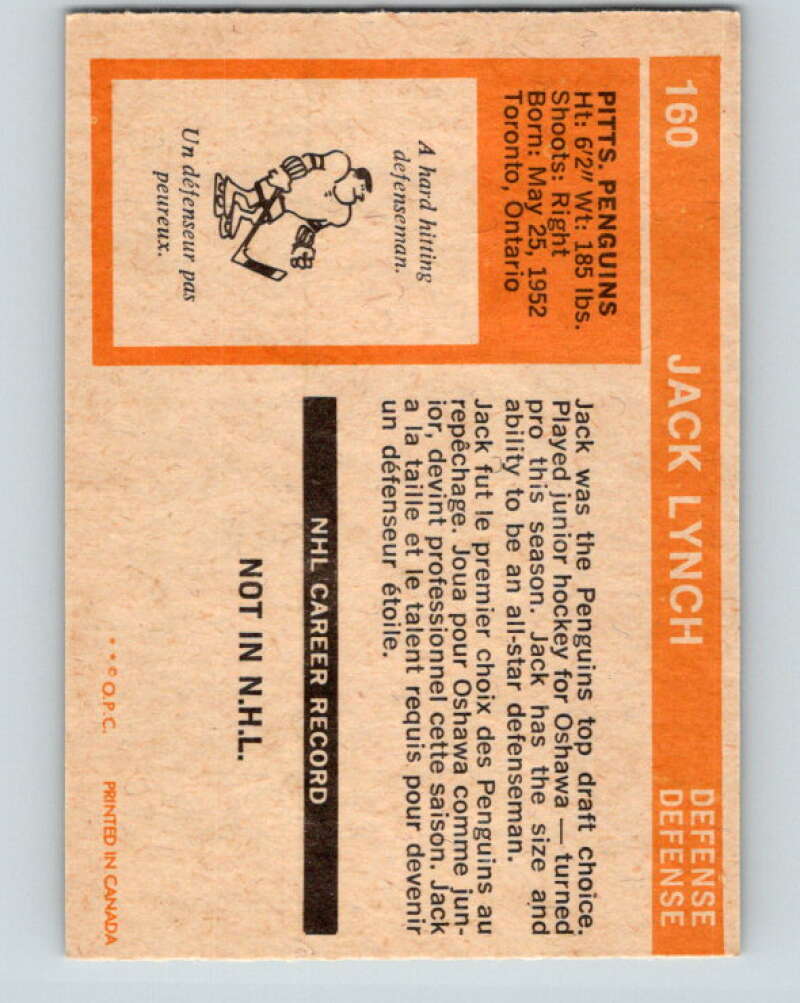 160 JACK LYNCH DEFENSE
DEFENSE
PITTS. PENGUINS
Ht: 6'2" Wt: 185 lbs.
Shoots: Right
Born: May 25, 1952
Toronto, Ontario
A hard hitting
defenseman.
Un défenseur pas
peureux.
Jack was the Penguins top draft choice.
Played junior hockey for Oshawa — turned
pro this season. Jack has the size and
ability to be an all-star defenseman.
Jack fut le premier choix des Penguins au
repêchage. Joua pour Oshawa comme jun-
ior, devint professionnel cette saison. Jack
a la taille et le talent requis pour devenir
un défenseur étoile.
NHL CAREER RECORD
NOT IN N.H.L.
* * © O.P.C. PRINTED IN CANADA